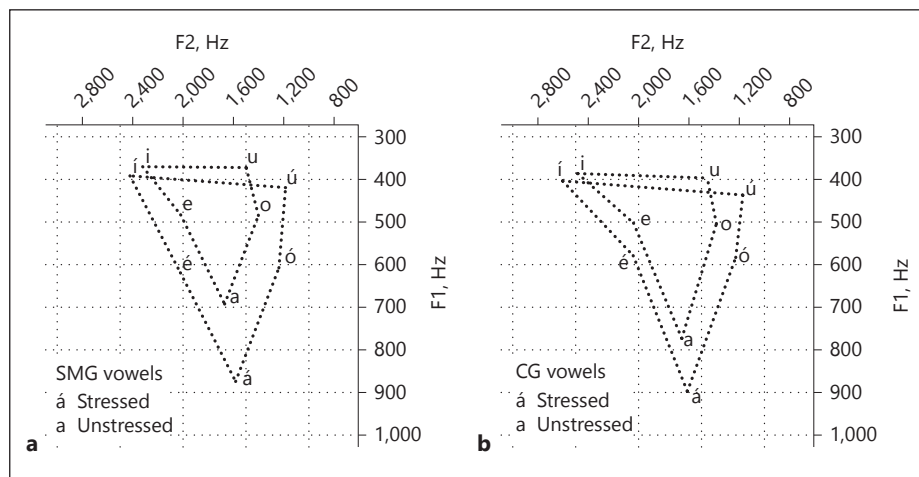 F2, Hz
2,800 2,400 2,000 1,600 1,200 800
í i u ú
e o
é ó
a
á
300
400
500
600
700
800
900
1,000
F1, Hz
SMG vowels
á Stressed
a Unstressed
a
F2, Hz
2,800 2,400 2,000 1,600 1,200 800
í i u ú
e o
é ó
a
á
300
400
500
600
700
800
900
1,000
F1, Hz
CG vowels
á Stressed
a Unstressed
b